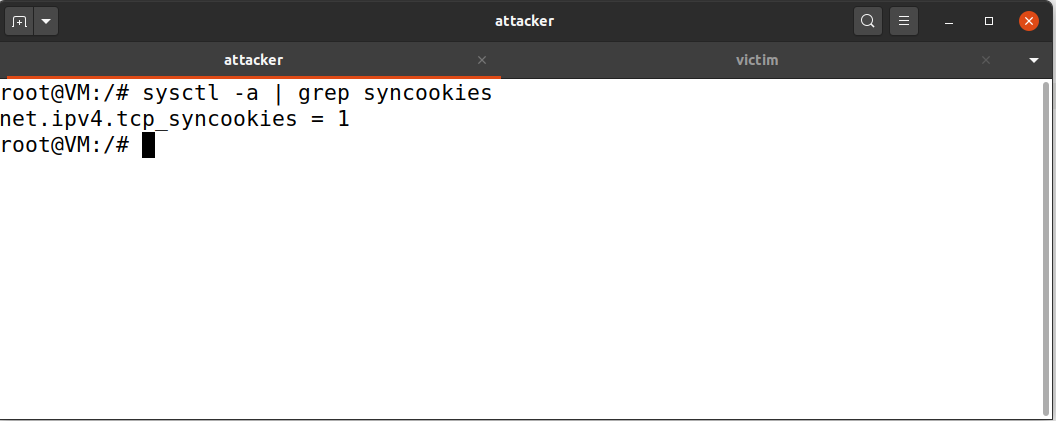 attacker
attacker
victim
root@VM:/# sysctl -a | grep syncookies
net.ipv4.tcp_syncookies = 1
root@VM:/#